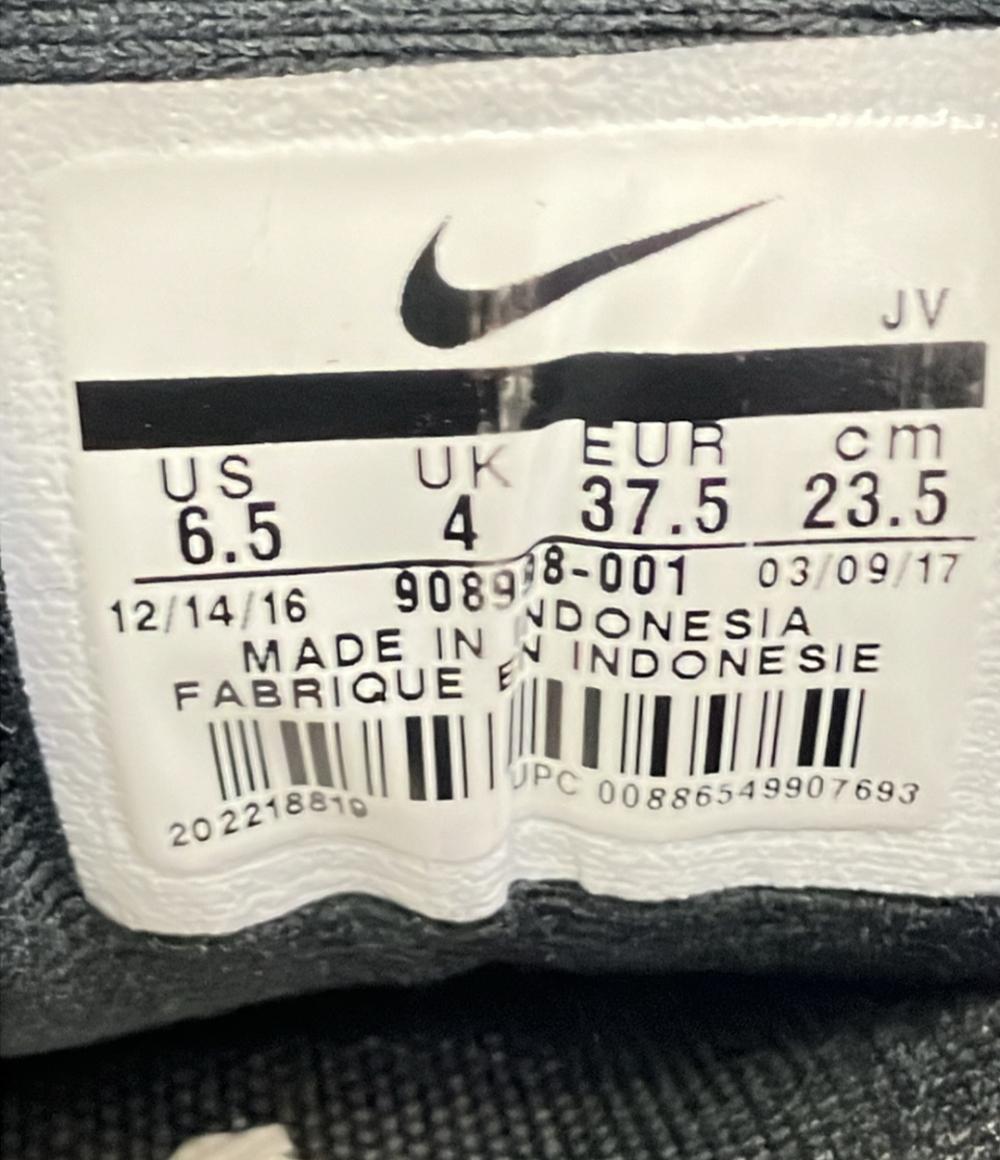 JV
US UK EUR cm
6.5 4 37.5 23.5
12/14/16 03/09/17
MADE IN INDONESIA
FABRIQUE EN INDONESIE
202218819 UPC 00886549907693